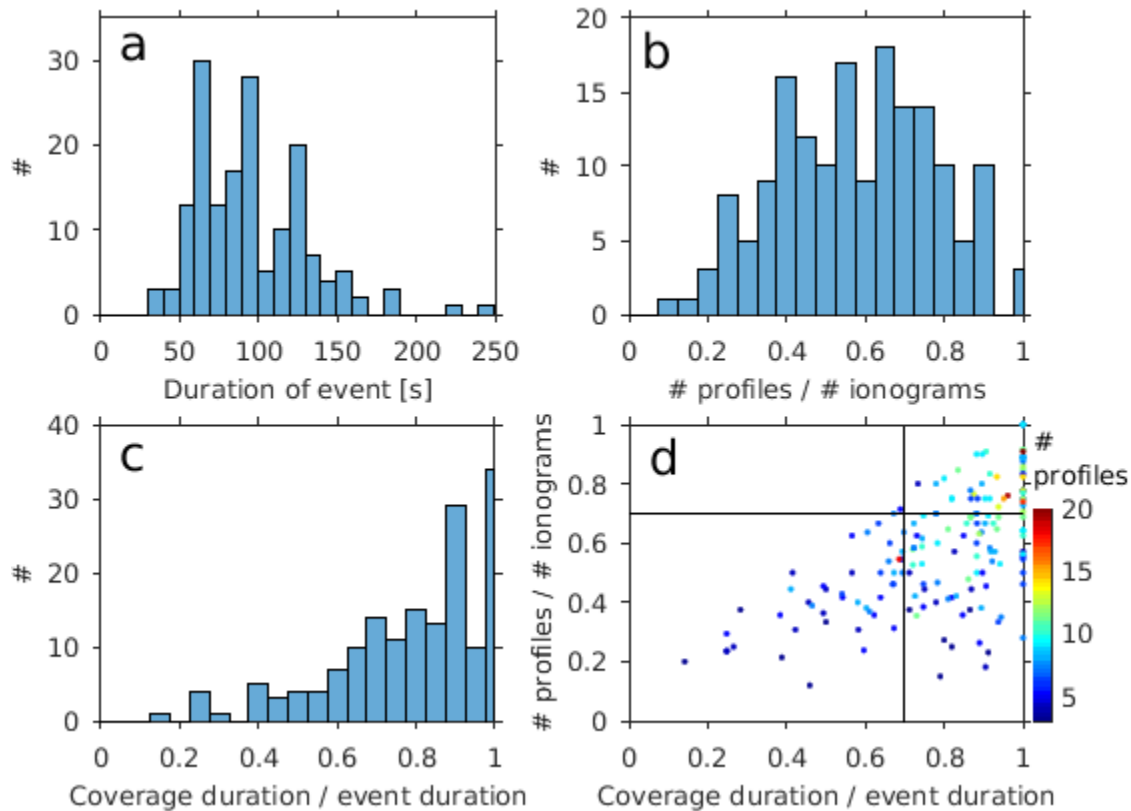 a
30
20
10
0
#
0 50 100 150 200 250
Duration of event [s]
b
20
15
10
5
0
#
0 0.2 0.4 0.6 0.8 1
# profiles / # ionograms
c
40
30
20
10
0
#
0 0.2 0.4 0.6 0.8 1
Coverage duration / event duration
d
1
0.8
0.6
0.4
0.2
0
# profiles / # ionograms
0 0.2 0.4 0.6 0.8 1
Coverage duration / event duration
#
profiles
20
15
10
5